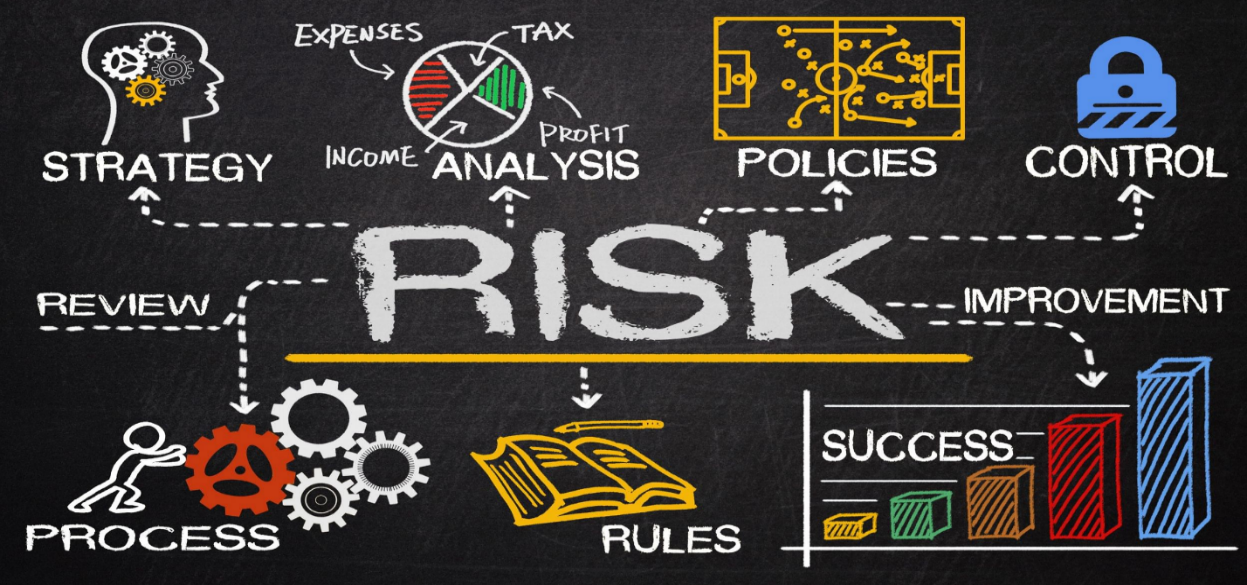 EXPENSES
TAX
PROFIT
INCOME
STRATEGY
ANALYSIS
POLICIES
CONTROL
RISK
REVIEW
IMPROVEMENT
SUCCESS
PROCESS
RULES